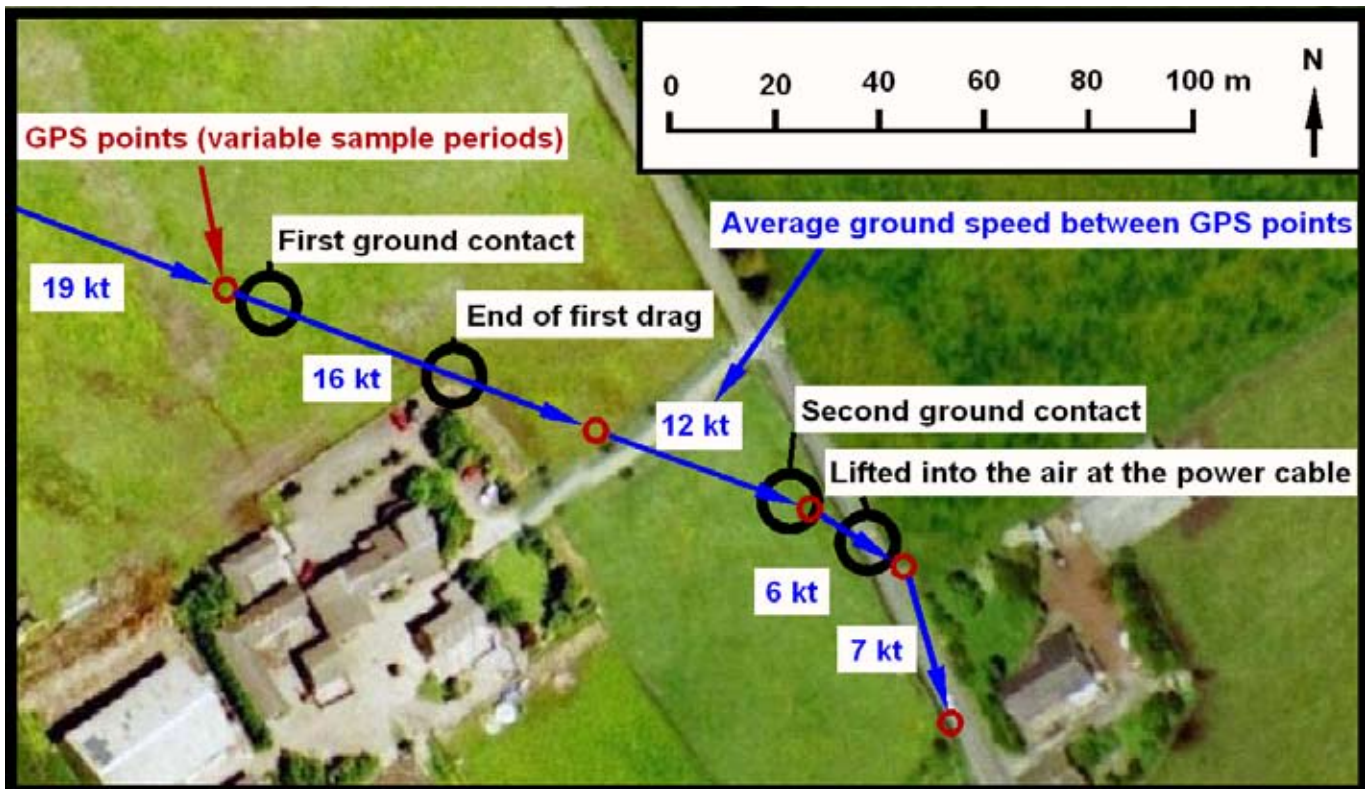 0 20 40 60 80 100 m
N
GPS points (variable sample periods)
First ground contact
Average ground speed between GPS points
19 kt
End of first drag
16 kt
12 kt
Second ground contact
Lifted into the air at the power cable
6 kt
7 kt